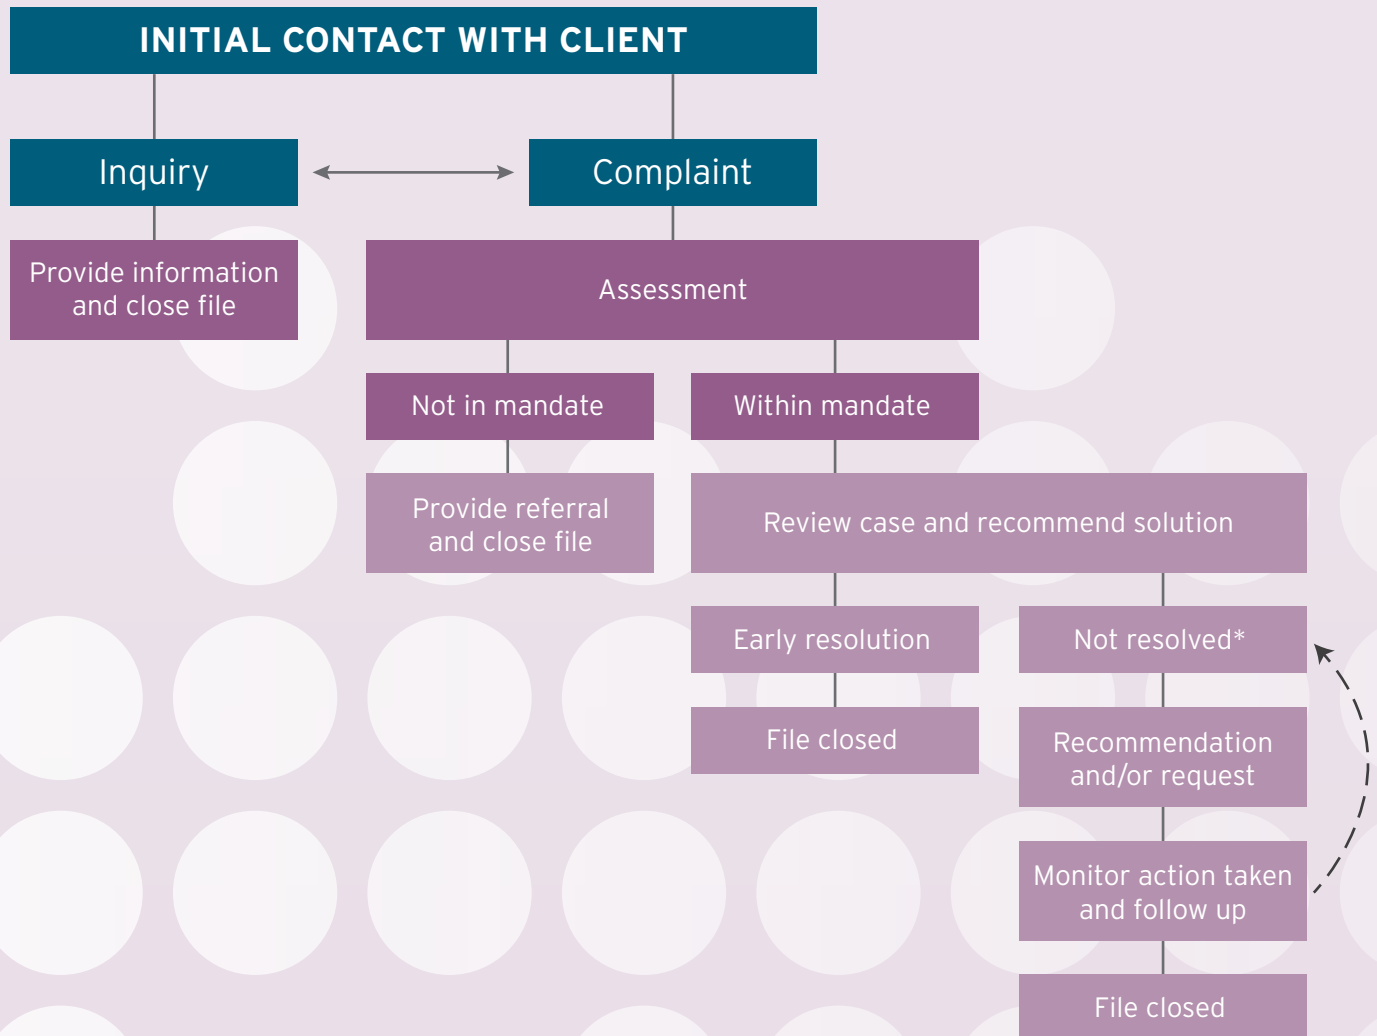 INITIAL CONTACT WITH CLIENT
Inquiry
Complaint
Provide information
and close file
Assessment
Not in mandate
Within mandate
Provide referral
and close file
Review case and recommend solution
Early resolution
Not resolved*
File closed
Recommendation
and/or request
Monitor action taken
and follow up
File closed